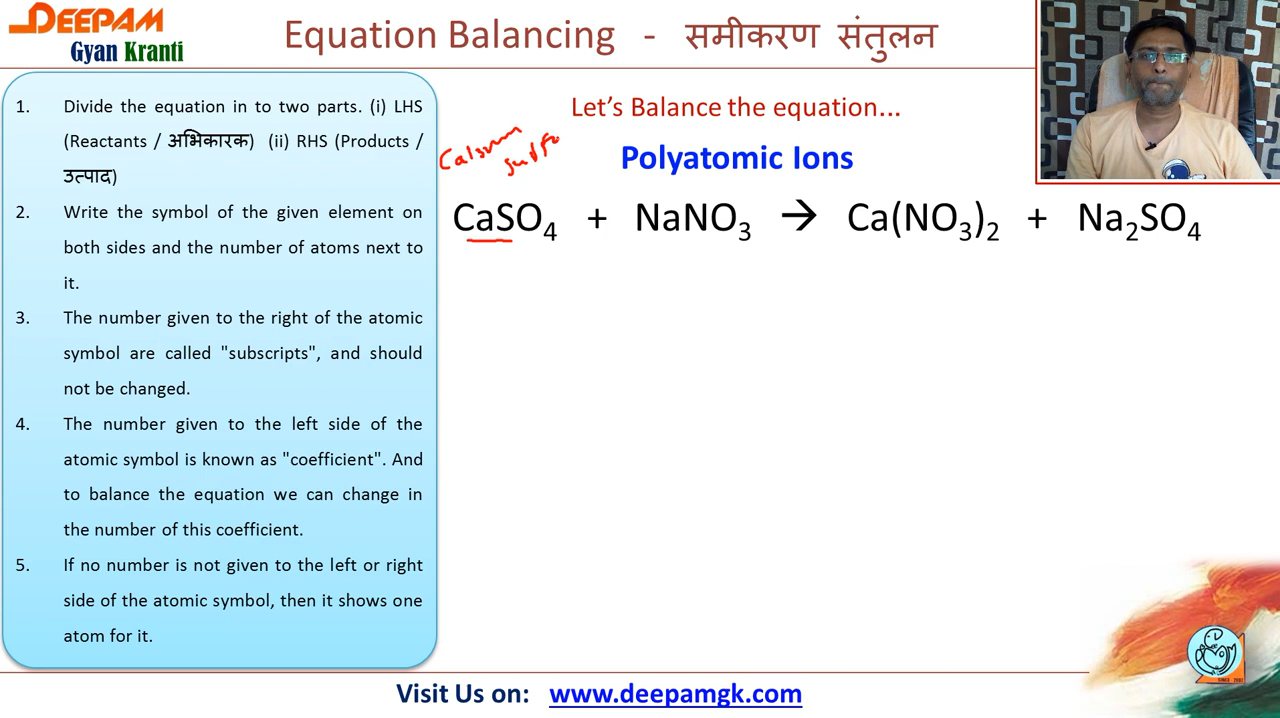 DEEPAM
Gyan Kranti
Equation Balancing - समीकरण संतुलन
1. Divide the equation in to two parts. (i) LHS
(Reactants / अभिकारक) (ii) RHS (Products /
उत्पाद)
2. Write the symbol of the given element on
both sides and the number of atoms next to
it.
3. The number given to the right of the atomic
symbol are called "subscripts", and should
not be changed.
4. The number given to the left side of the
atomic symbol is known as "coefficient". And
to balance the equation we can change in
the number of this coefficient.
5. If no number is not given to the left or right
side of the atomic symbol, then it shows one
atom for it.
Let's Balance the equation...
Polyatomic Ions
CaSO₄ + NaNO₃ → Ca(NO₃)₂ + Na₂SO₄
Visit Us on: www.deepamgk.com